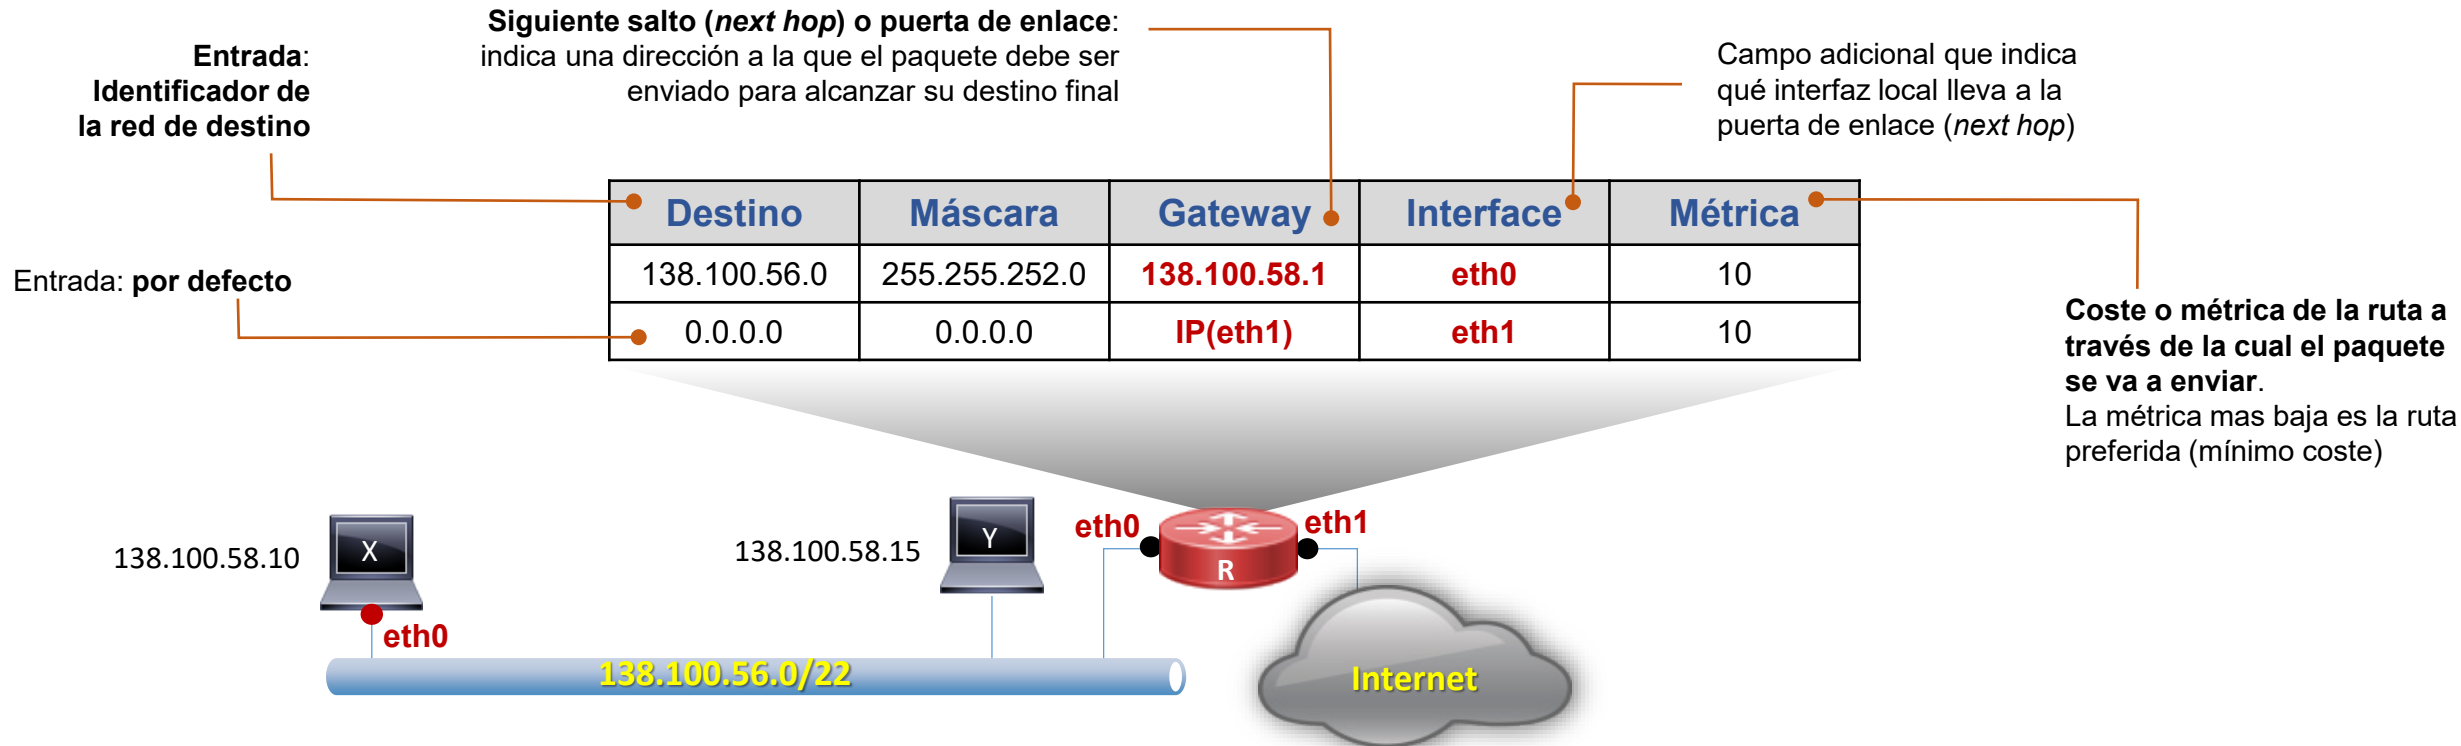 Siguiente salto (next hop) o puerta de enlace:
indica una dirección a la que el paquete debe ser
enviado para alcanzar su destino final
Entrada:
Identificador de
la red de destino
Campo adicional que indica
qué interfaz local lleva a la
puerta de enlace (next hop)
Destino Máscara Gateway Interface Métrica
138.100.56.0 255.255.252.0 138.100.58.1 eth0 10
0.0.0.0 0.0.0.0 IP(eth1) eth1 10
Entrada: por defecto
Coste o métrica de la ruta a
través de la cual el paquete
se va a enviar.
La métrica mas baja es la ruta
preferida (mínimo coste)
138.100.58.10
X
eth0
138.100.58.15
Y
eth0
R
eth1
138.100.56.0/22
Internet